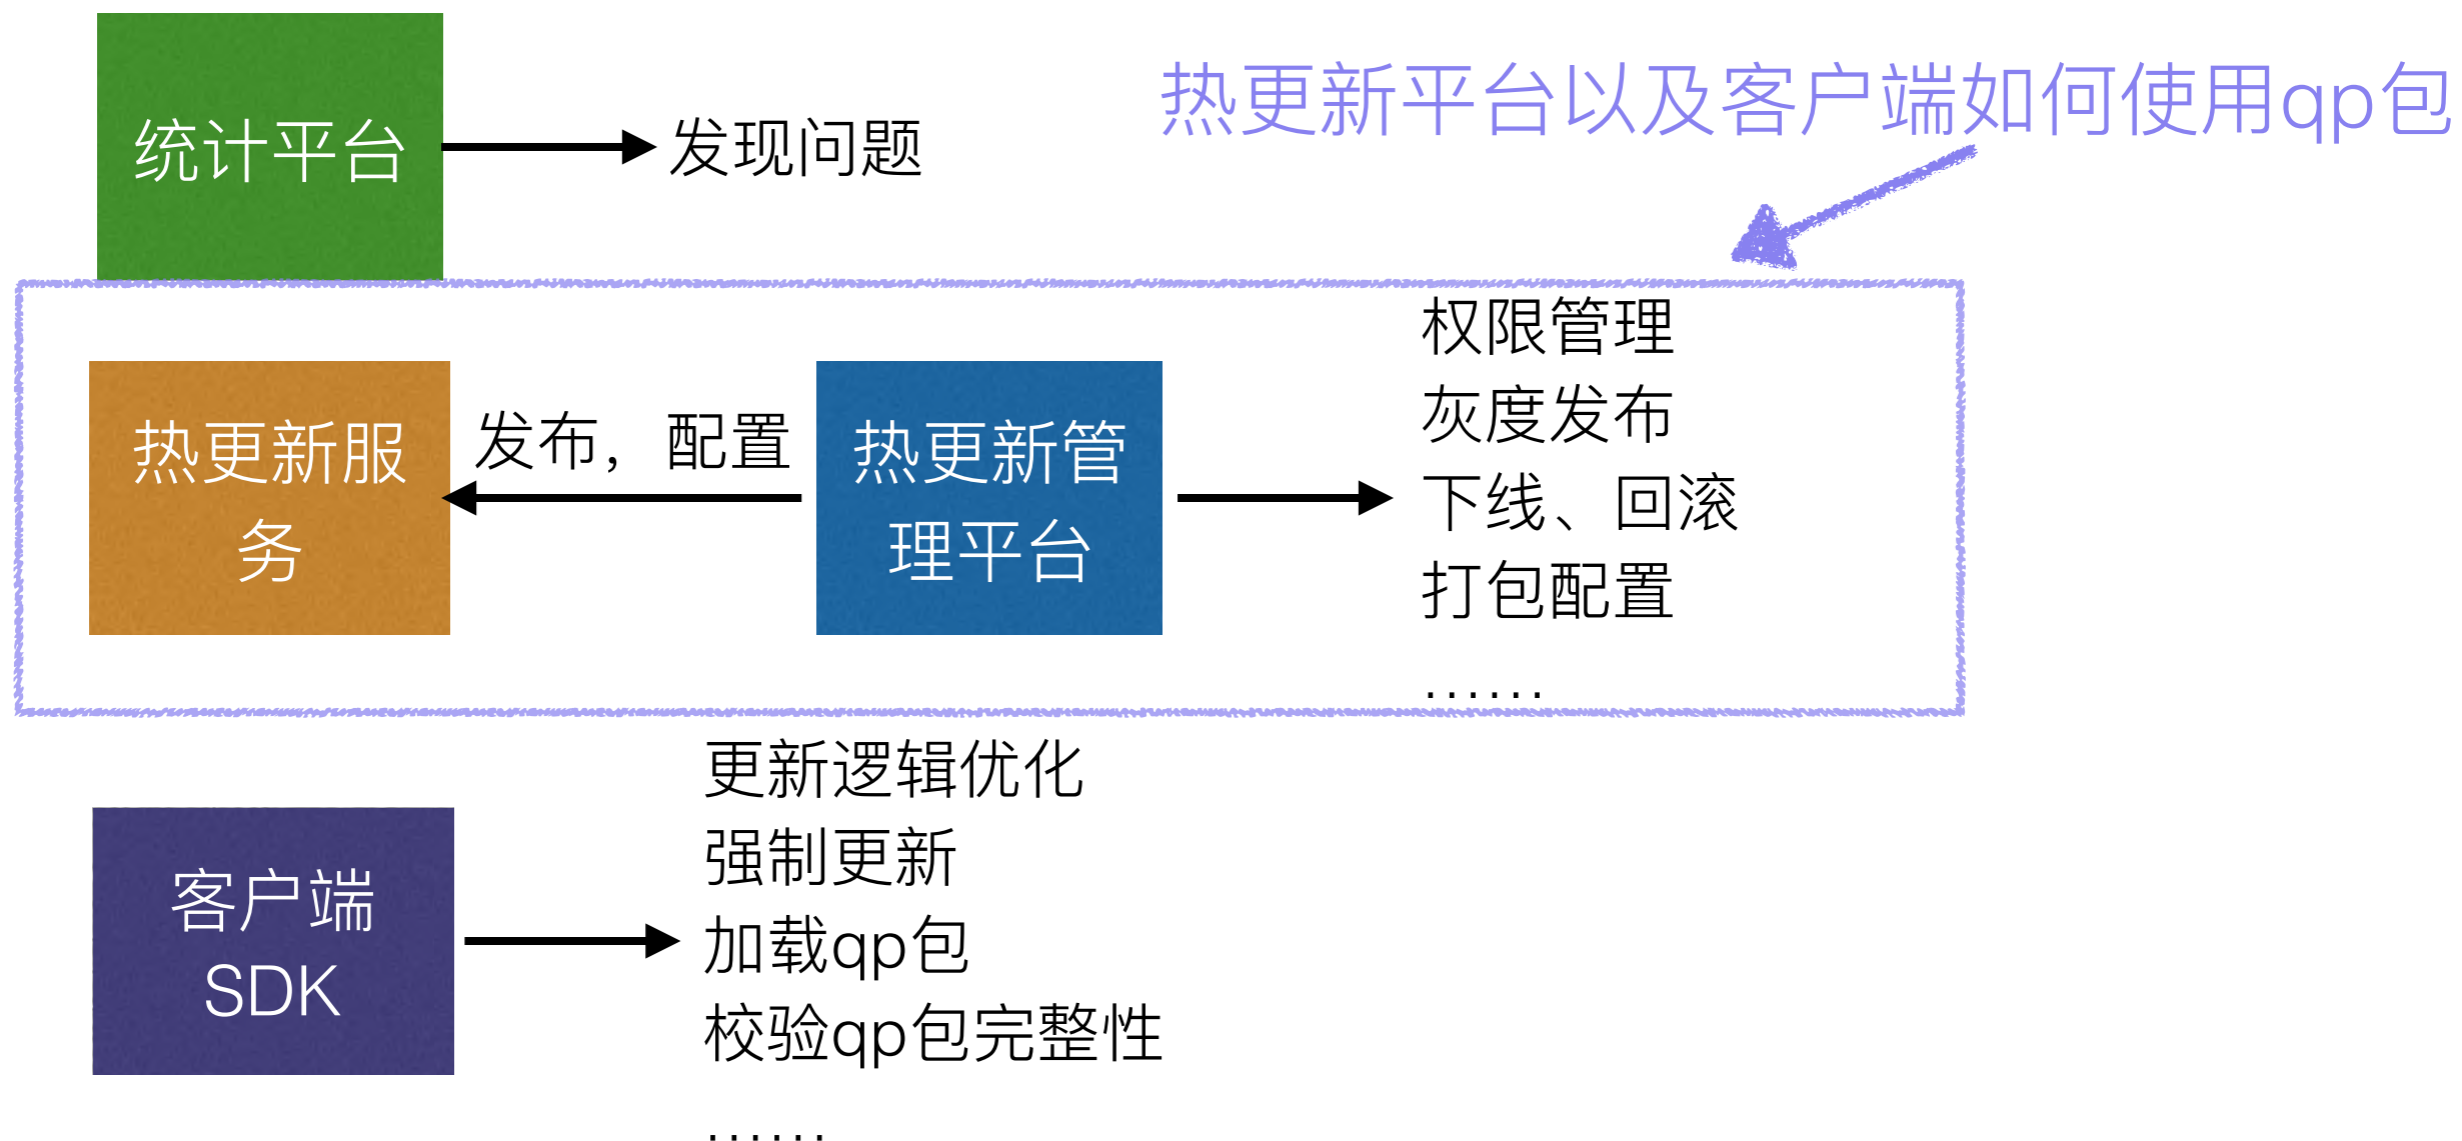 热更新平台以及客户端如何使用qp包
统计平台
发现问题
热更新服
务
发布，配置
热更新管
理平台
权限管理
灰度发布
下线、回滚
打包配置
……
客户端
SDK
更新逻辑优化
强制更新
加载qp包
校验qp包完整性
……